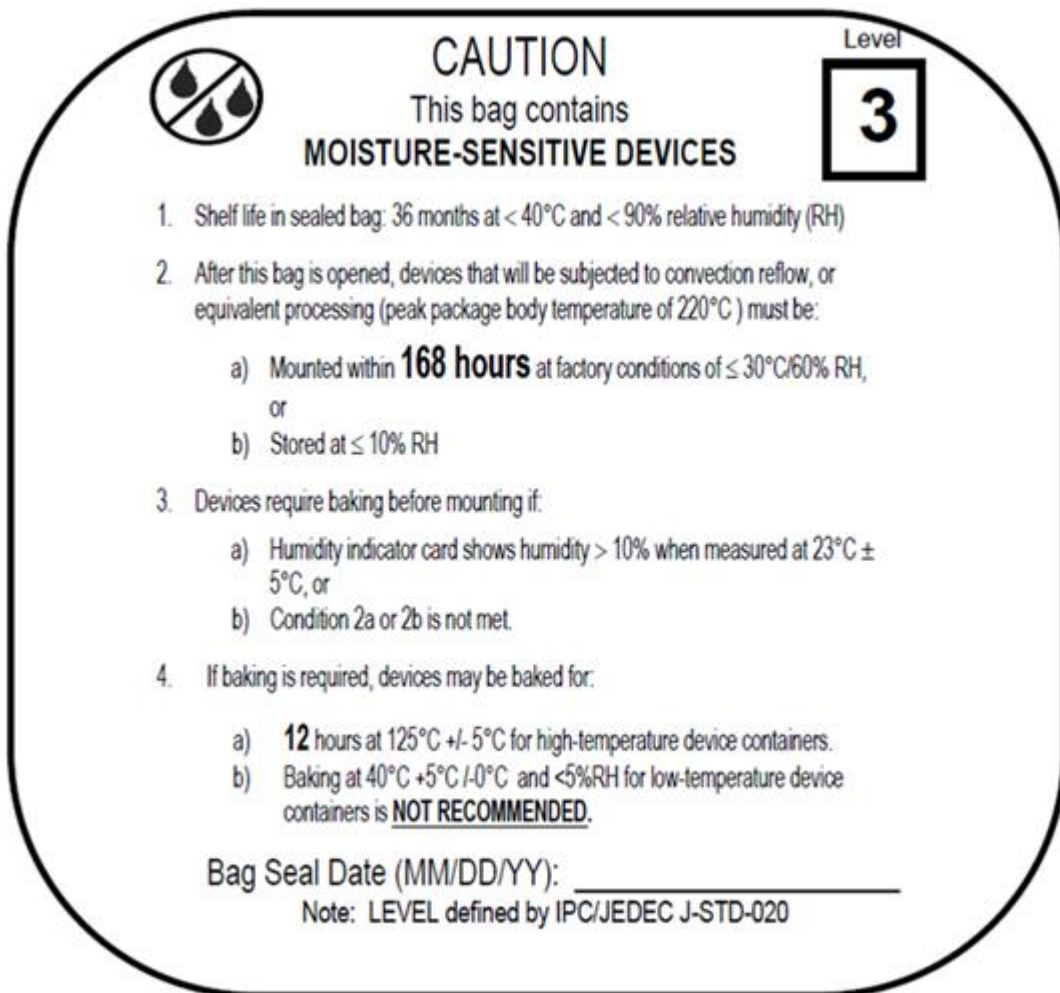 Level
CAUTION
3
This bag contains
MOISTURE-SENSITIVE DEVICES
1. Shelf life in sealed bag: 36 months at < 40°C and < 90% relative humidity (RH)
2. After this bag is opened, devices that will be subjected to convection reflow, or
equivalent processing (peak package body temperature of 220°C ) must be:
a) Mounted within 168 hours at factory conditions of ≤ 30°C/60% RH,
or
b) Stored at ≤ 10% RH
3. Devices require baking before mounting if:
a) Humidity indicator card shows humidity > 10% when measured at 23°C ±
5°C, or
b) Condition 2a or 2b is not met.
4. If baking is required, devices may be baked for:
a) 12 hours at 125°C +/- 5°C for high-temperature device containers.
b) Baking at 40°C +5°C /-0°C and <5%RH for low-temperature device
containers is NOT RECOMMENDED.
Bag Seal Date (MM/DD/YY): ____________________
Note: LEVEL defined by IPC/JEDEC J-STD-020